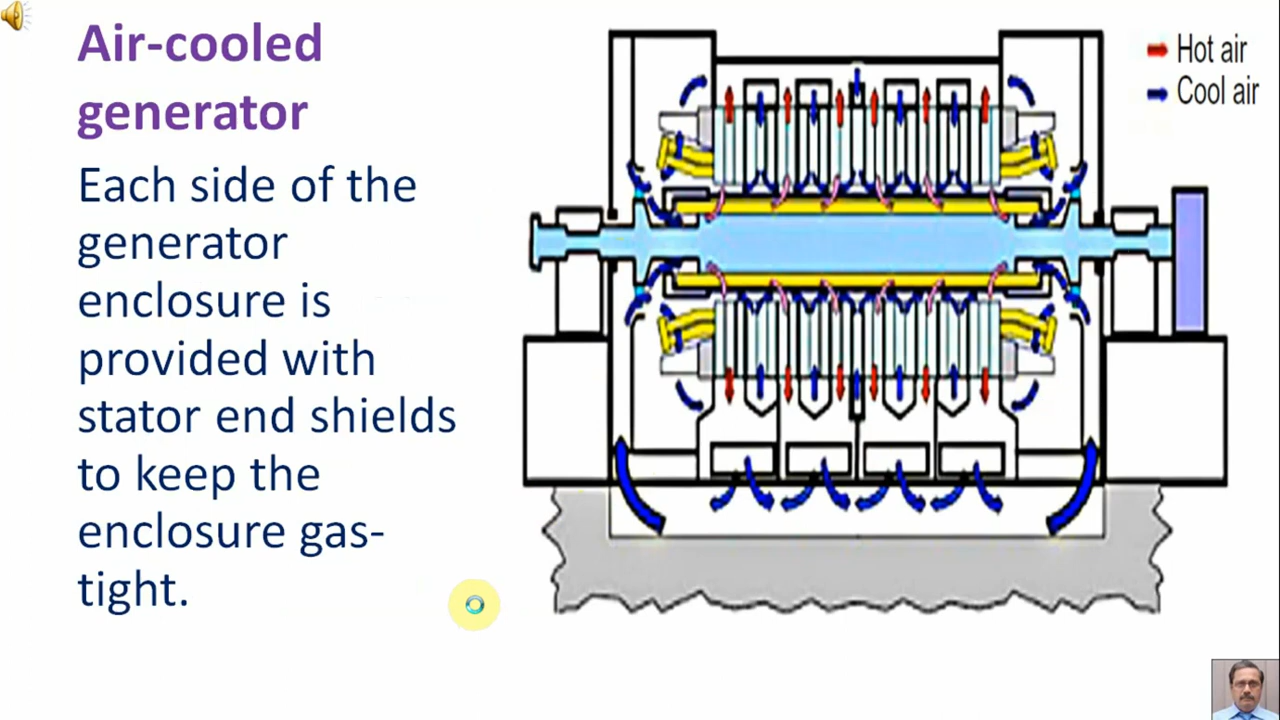 Air-cooled
generator
Each side of the
generator
enclosure is
provided with
stator end shields
to keep the
enclosure gas-
tight.
Hot air
Cool air